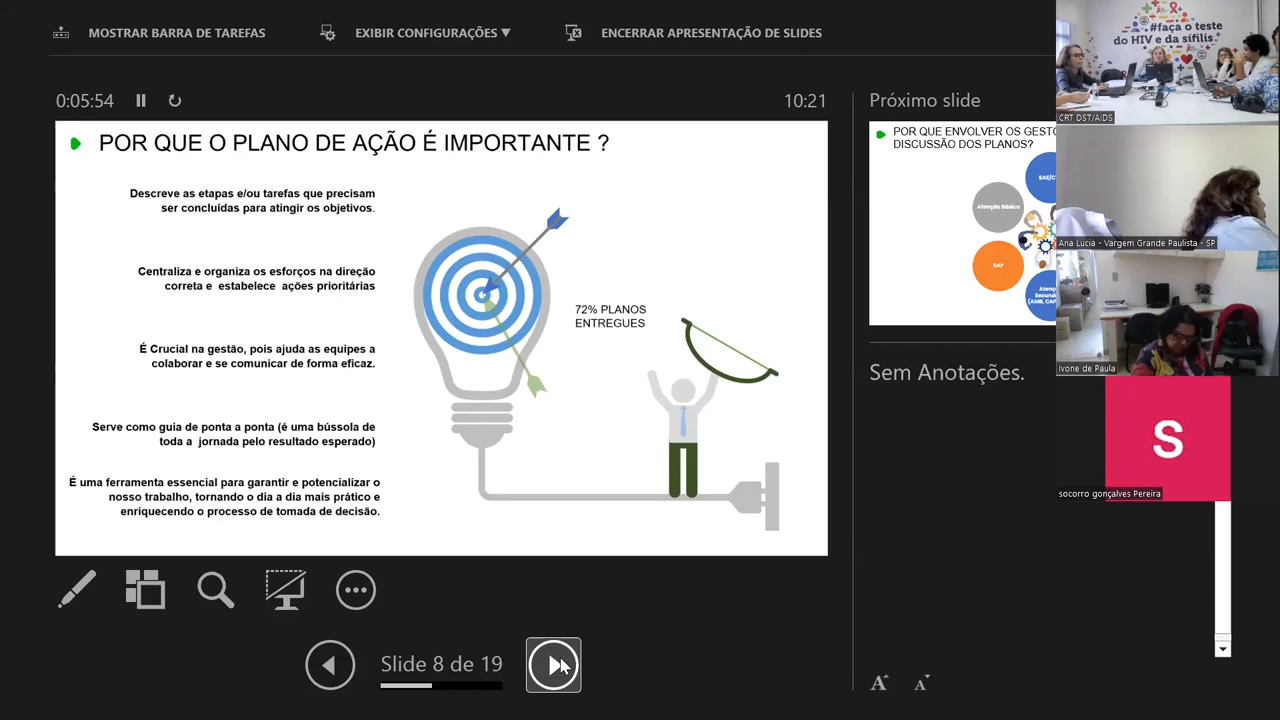 MOSTRAR BARRA DE TAREFAS
EXIBIR CONFIGURAÇÕES ▼
ENCERRAR APRESENTAÇÃO DE SLIDES
0:05:54
10:21
POR QUE O PLANO DE AÇÃO É IMPORTANTE ?
Descreve as etapas e/ou tarefas que precisam
ser concluídas para atingir os objetivos.
Centraliza e organiza os esforços na direção
correta e estabelece ações prioritárias
É Crucial na gestão, pois ajuda as equipes a
colaborar e se comunicar de forma eficaz.
Serve como guia de ponta a ponta (é uma bússola de
toda a jornada pelo resultado esperado)
É uma ferramenta essencial para garantir e potencializar o
nosso trabalho, tornando o dia a dia mais prático e
enriquecendo o processo de tomada de decisão.
72% PLANOS
ENTREGUES
Slide 8 de 19
Próximo slide
POR QUE ENVOLVER OS GESTO
DISCUSSÃO DOS PLANOS?
SAE/C
Atenção Básica
SAF
Atenç
Secund
(AMB, CAP
Sem Anotações.
A A
#faça o teste
do HIV e da sífilis
CRT DST/AIDS
Ana Lucia - Vargem Grande Paulista - SP
Ivone de Paula
S
socorro gonçalves Pereira